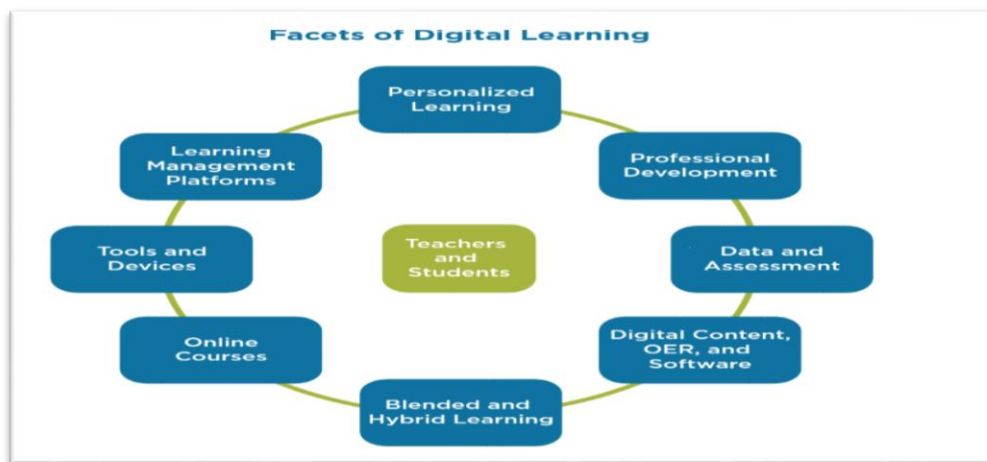 Facets of Digital Learning
Personalized
Learning
Professional
Development
Data and
Assessment
Digital Content,
OER, and
Software
Blended and
Hybrid Learning
Online
Courses
Tools and
Devices
Learning
Management
Platforms
Teachers
and
Students